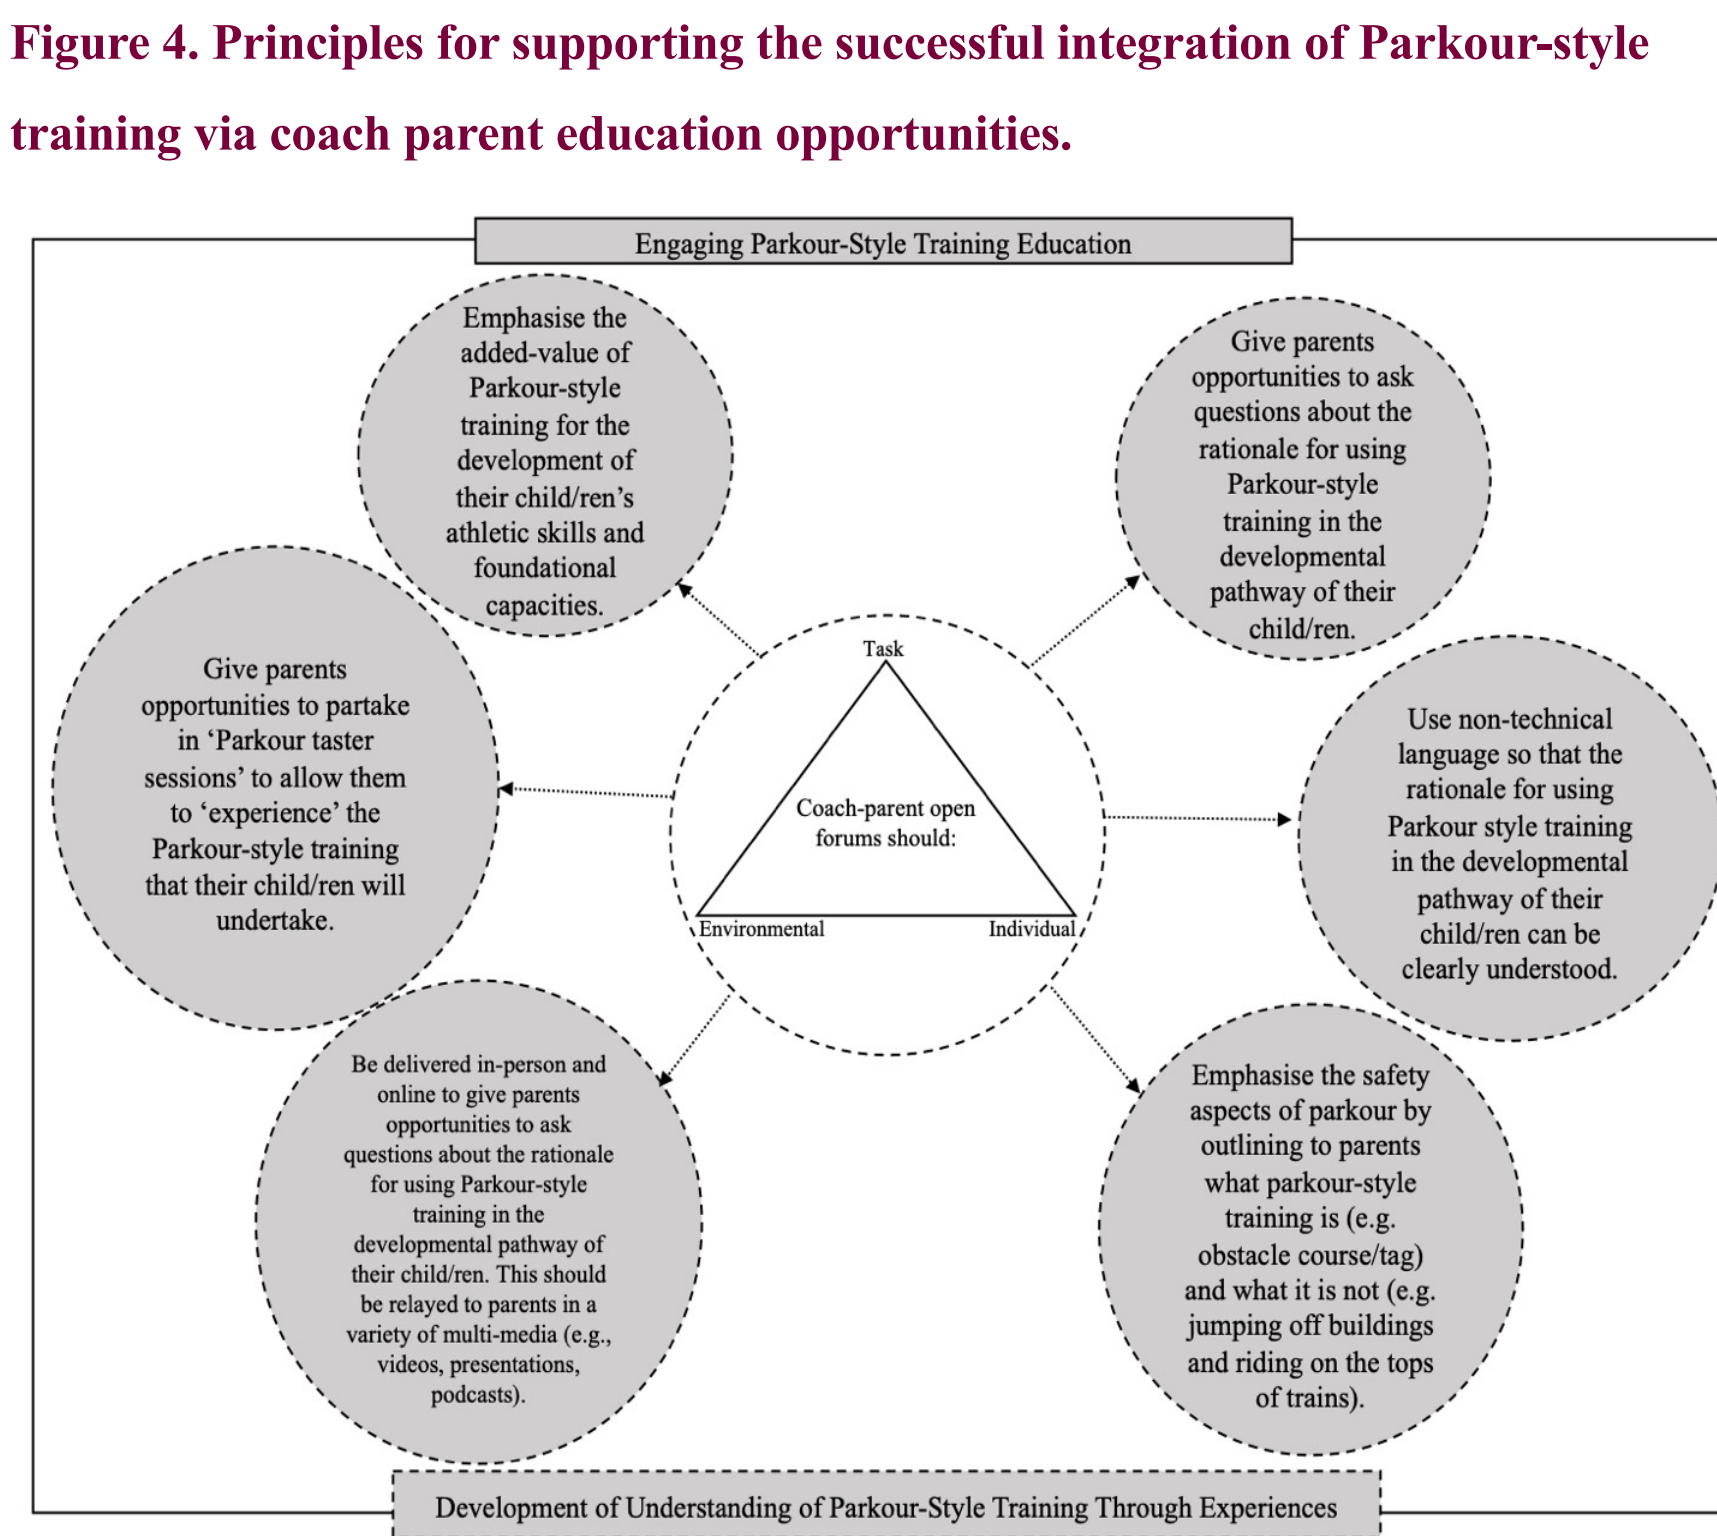 Figure 4. Principles for supporting the successful integration of Parkour-style
training via coach parent education opportunities.
Engaging Parkour-Style Training Education
Emphasise the
added-value of
Parkour-style
training for the
development of
their child/ren’s
athletic skills and
foundational
capacities.
Give parents
opportunities to ask
questions about the
rationale for using
Parkour-style
training in the
developmental
pathway of their
child/ren.
Give parents
opportunities to partake
in ‘Parkour taster
sessions’ to allow them
to ‘experience’ the
Parkour-style training
that their child/ren will
undertake.
Task
Coach-parent open
forums should:
Environmental
Individual
Use non-technical
language so that the
rationale for using
Parkour style training
in the developmental
pathway of their
child/ren can be
clearly understood.
Be delivered in-person and
online to give parents
opportunities to ask
questions about the rationale
for using Parkour-style
training in the
developmental pathway of
their child/ren. This should
be relayed to parents in a
variety of multi-media (e.g.,
videos, presentations,
podcasts).
Emphasise the safety
aspects of parkour by
outlining to parents
what parkour-style
training is (e.g.
obstacle course/tag)
and what it is not (e.g.
jumping off buildings
and riding on the tops
of trains).
Development of Understanding of Parkour-Style Training Through Experiences